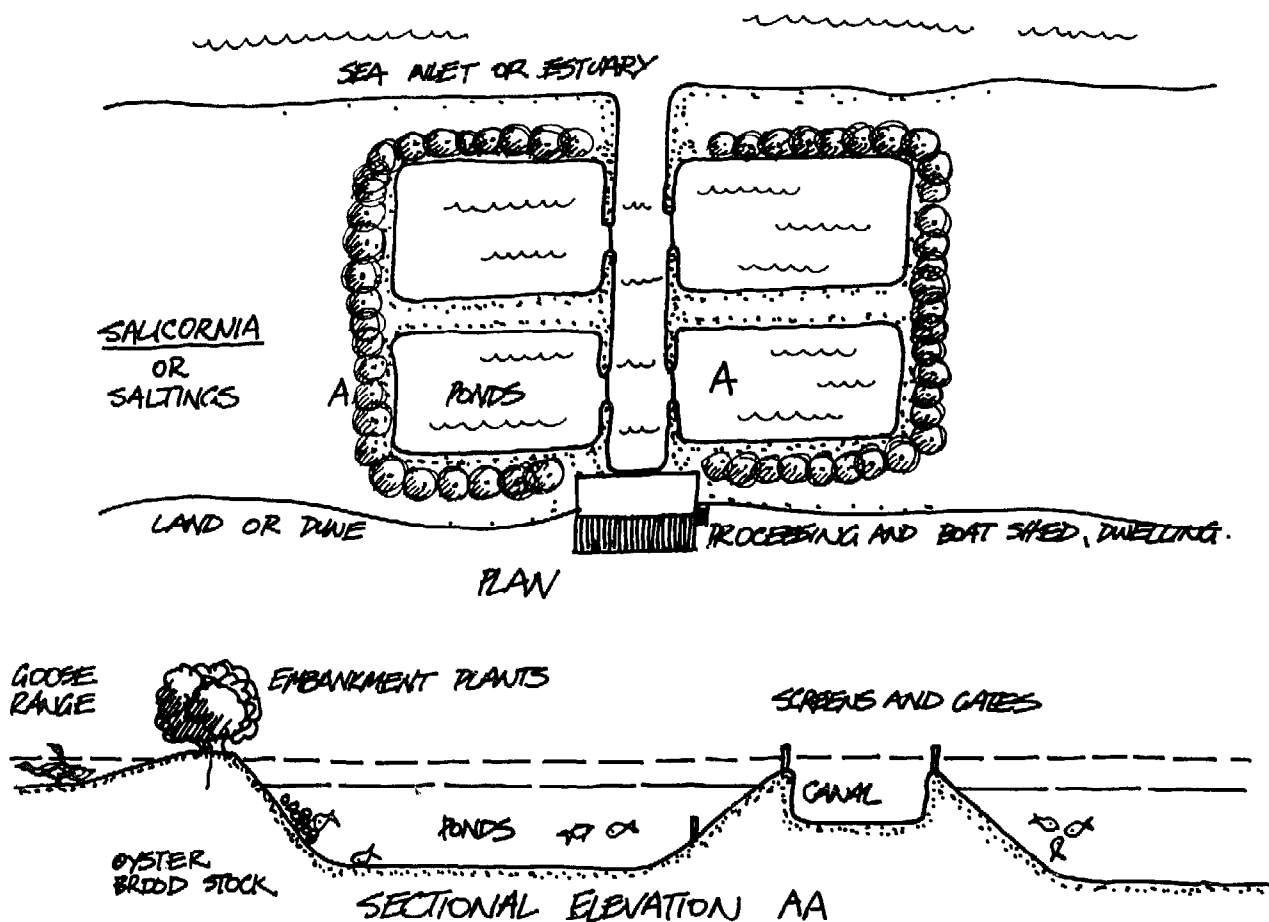 SEA INLET OR ESTUARY
SALICORNIA
OR
SALTINGS
A
PONDS
A
LAND OR DUNE
PROCESSING AND BOAT SHED, DWELLING.
PLAN
GOOSE
RANGE
EMBANKMENT PLANTS
SCREENS AND GATES
CANAL
PONDS
OYSTER
BROOD STOCK
SECTIONAL ELEVATION AA